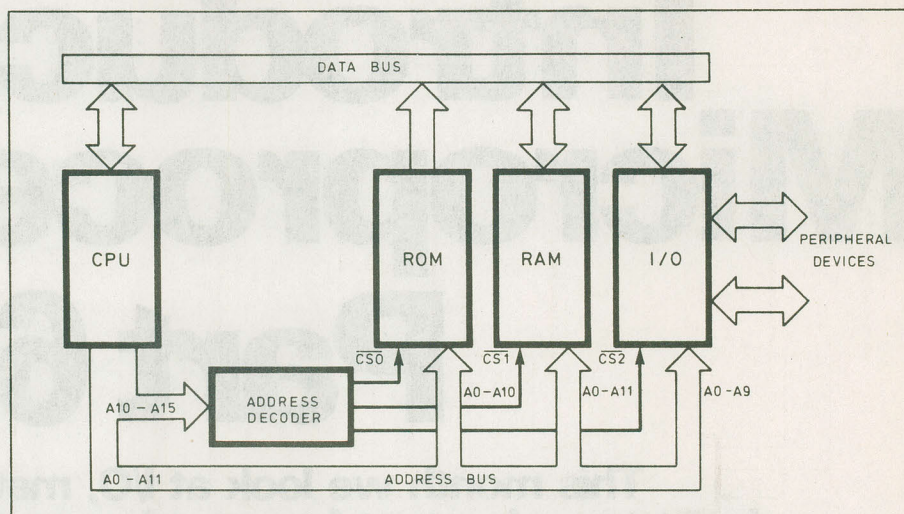 DATA BUS
CPU
ROM
RAM
I/O
PERIPHERAL
DEVICES
CS0
CS1
CS2
A10-A15
ADDRESS
DECODER
A0-A10
A0-A11
A0-A9
A0-A11
ADDRESS BUS